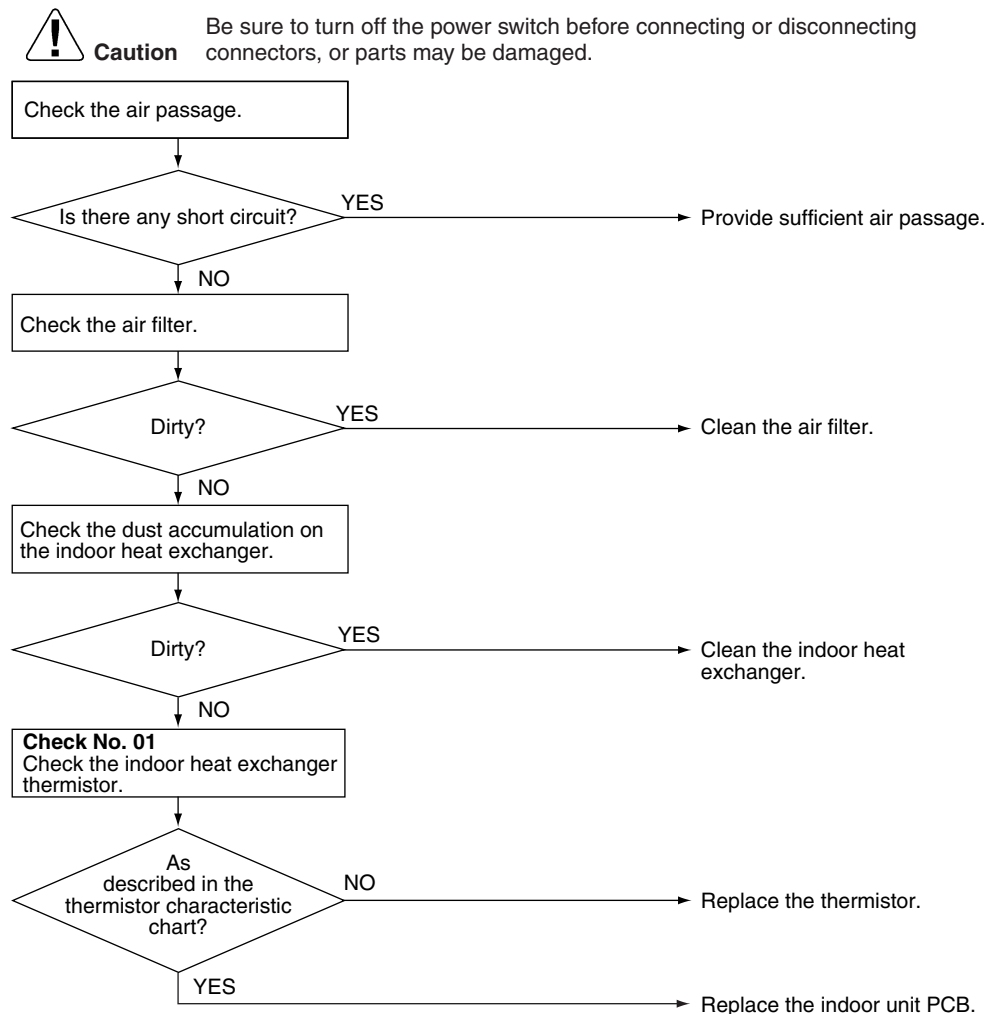 Be sure to turn off the power switch before connecting or disconnecting
Caution connectors, or parts may be damaged.
Check the air passage.
Is there any short circuit?
YES
Provide sufficient air passage.
NO
Check the air filter.
Dirty?
YES
Clean the air filter.
NO
Check the dust accumulation on
the indoor heat exchanger.
Dirty?
YES
Clean the indoor heat
exchanger.
NO
Check No. 01
Check the indoor heat exchanger
thermistor.
As
described in the
thermistor characteristic
chart?
NO
Replace the thermistor.
YES
Replace the indoor unit PCB.